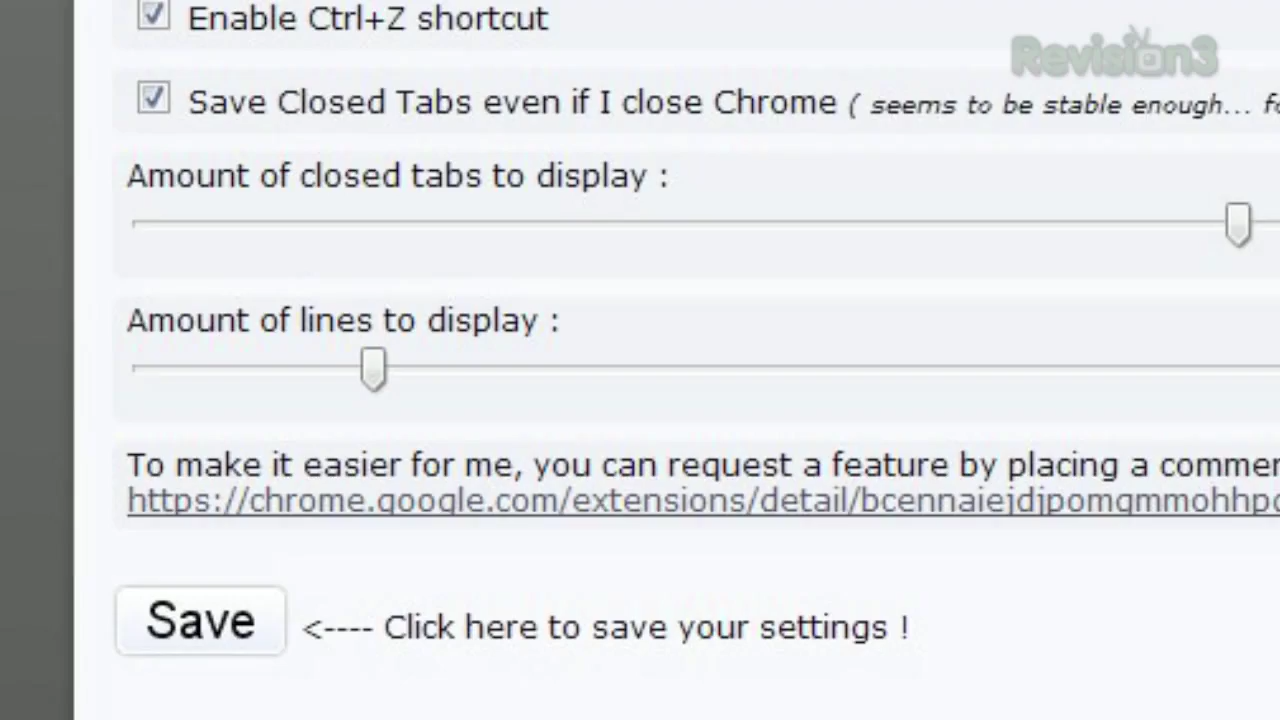 Enable Ctrl+Z shortcut
Revision3
Save Closed Tabs even if I close Chrome ( seems to be stable enough...
Amount of closed tabs to display :
Amount of lines to display :
To make it easier for me, you can request a feature by placing a
https://chrome.google.com/extensions/detail/
Save <---- Click here to save your settings !